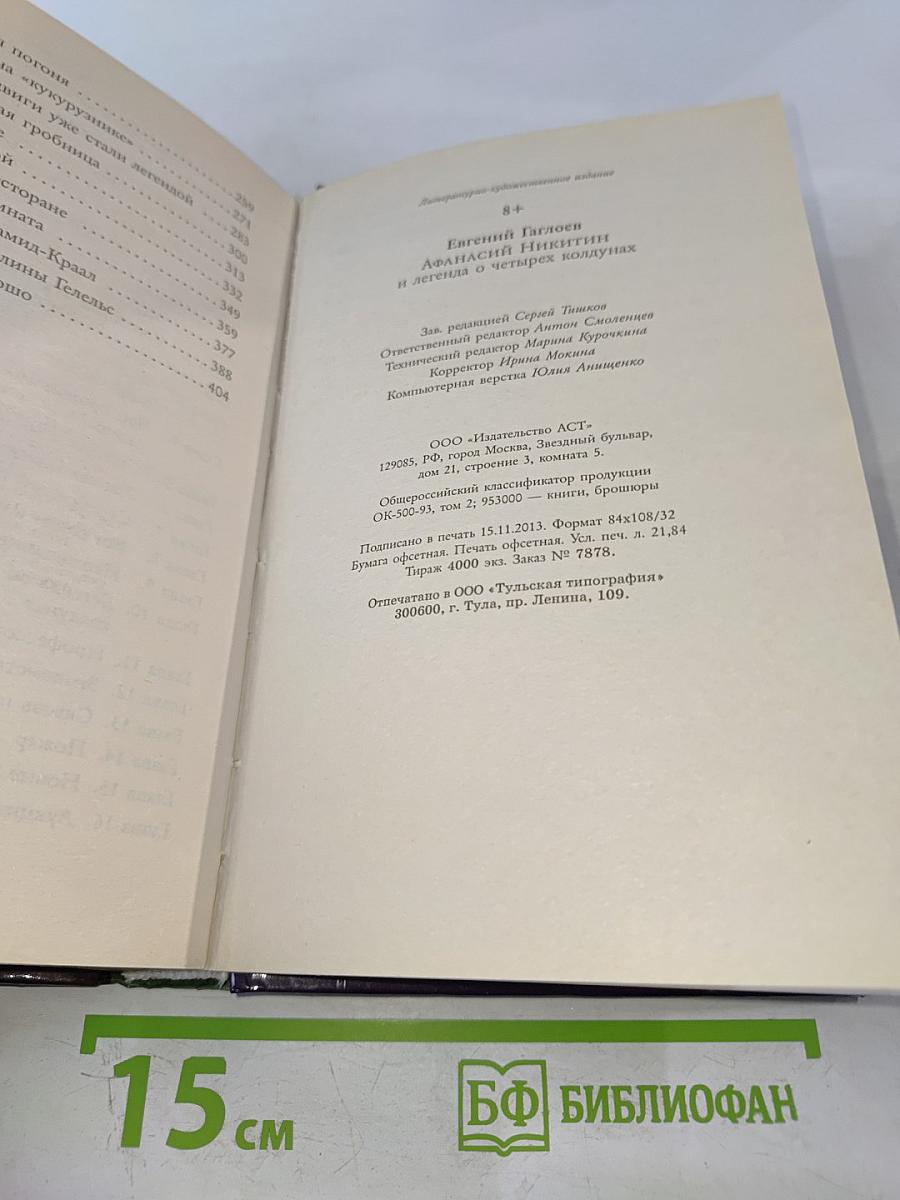 погоня
на «кукурузнике»
двиги уже стали легендой
ая гробница
сторане
мната
амид-Краал
лины Гелельс
ошо
259
271
283
300
313
332
349
359
377
388
404
Литературно-художественное издание
8+
Евгений Гаглоев
Афанасий Никитин
и легенда о четырех колдунах
Зав. редакцией Сергей Тишков
Ответственный редактор Антон Смоленцев
Технический редактор Марина Курочкина
Корректор Ирина Мокина
Компьютерная верстка Юлия Анищенко
ООО «Издательство АСТ»
129085, РФ, город Москва, Звездный бульвар,
дом 21, строение 3, комната 5.
Общероссийский классификатор продукции
ОК-500-93, том 2; 953000 — книги, брошюры
Подписано в печать 15.11.2013. Формат 84х108/32
Бумага офсетная. Печать офсетная. Усл. печ. л. 21,84
Тираж 4000 экз. Заказ № 7878.
Отпечатано в ООО «Тульская типография»
300600, г. Тула, пр. Ленина, 109.
15 см
БФ БИБЛИОФАН